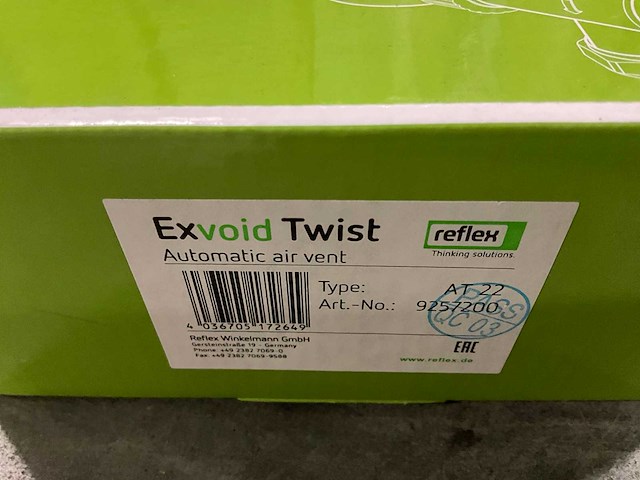 Exvoid Twist
reflex
Thinking solutions.
Automatic air vent
Type: AT 22
Art.-No.: 9257200
PASS
QC 03
4 036705 172649
Reflex Winkelmann GmbH
Gersteinstraße 19 - Germany
Phone: +49 2382 7069-0
Fax: +49 2382 7069-9588
EAC
www.reflex.de